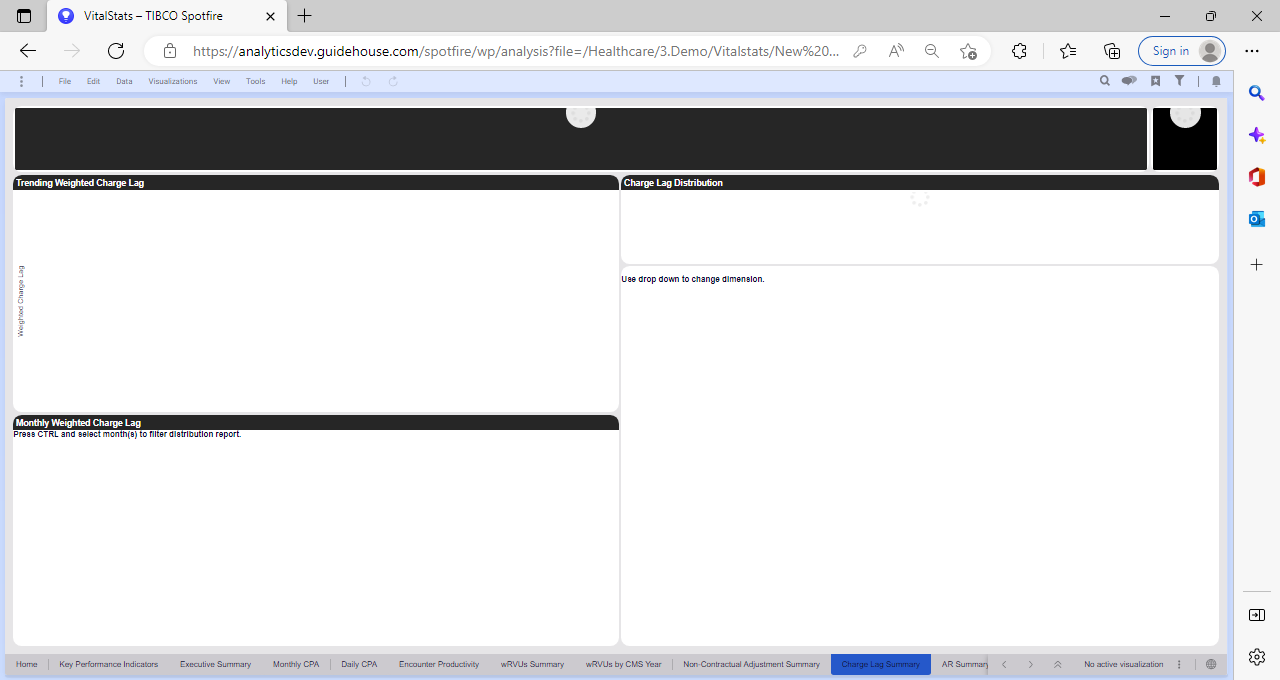 VitalStats – TIBCO Spotfire
https://analyticsdev.guidehouse.com/spotfire/wp/analysis?file=/Healthcare/3.Demo/Vitalstats/New%20...
Sign in
File Edit Data Visualizations View Tools Help User
Trending Weighted Charge Lag
Weighted Charge Lag
Monthly Weighted Charge Lag
Press CTRL and select month(s) to filter distribution report.
Charge Lag Distribution
Use drop down to change dimension.
Home Key Performance Indicators Executive Summary Monthly CPA Daily CPA Encounter Productivity wRVUs Summary wRVUs by CMS Year Non-Contractual Adjustment Summary Charge Lag Summary AR Summary No active visualization